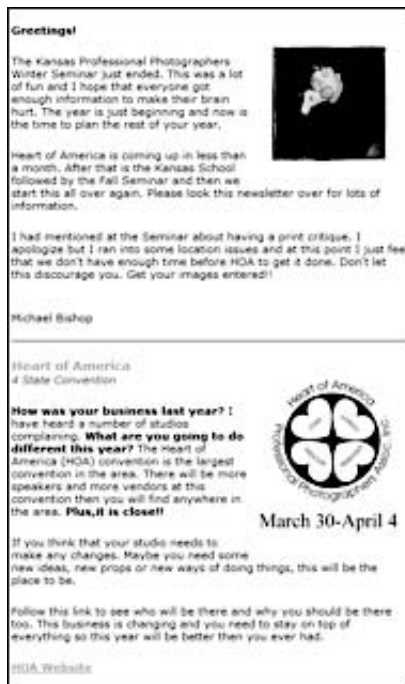 Greetings!
The Kansas Professional Photographers
Winter Seminar just ended. This was a lot
of fun and I hope that everyone got
enough information to make their brain
hurt. The year is just beginning and now is
the time to plan the rest of your year.
Heart of America is coming up in less than
a month. After that is the Kansas School
followed by the Fall Seminar and then we
start this all over again. Please look this newsletter over for lots of
information.
I had mentioned at the Seminar about having a print critique. I
apologize but I ran into some location issues and at this point I just fee
that we don't have enough time before HOA to get it done. Don't let
this discourage you. Get your images entered!!
Michael Bishop
Heart of America
4 State Convention
How was your business last year? I
have heard a number of studios
complaining. What are you going to do
different this year? The Heart of
America (HOA) convention is the largest
convention in the area. There will be more
speakers and more vendors at this
convention then you will find anywhere in
the area. Plus,it is close!!
Heart of America
Professional Photographers Assoc. Inc.
March 30-April 4
If you think that your studio needs to
make any changes. Maybe you need some
new ideas, new props or new ways of doing things, this will be the
place to be.
Follow this link to see who will be there and why you should be there
too. This business is changing and you need to stay on top of
everything so this year will be better then you ever had.
HOA Website